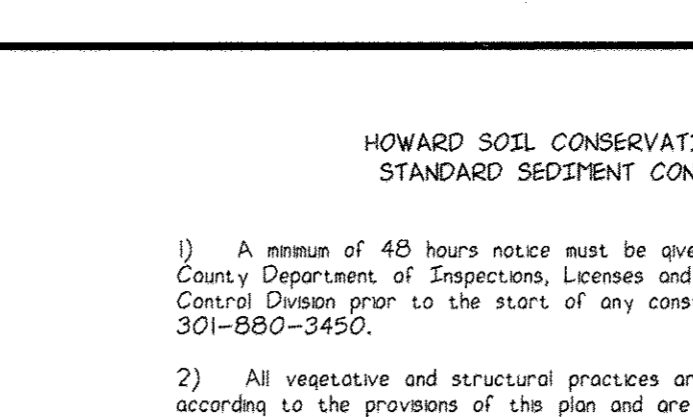 HOWARD SOIL CONSERVATI
STANDARD SEDIMENT CON
1) A minimum of 48 hours notice must be give
County Department of Inspections, Licenses and
Control Division prior to the start of any cons
301-880-3450.
2) All vegetative and structural practices ar
according to the provisions of this plan and are